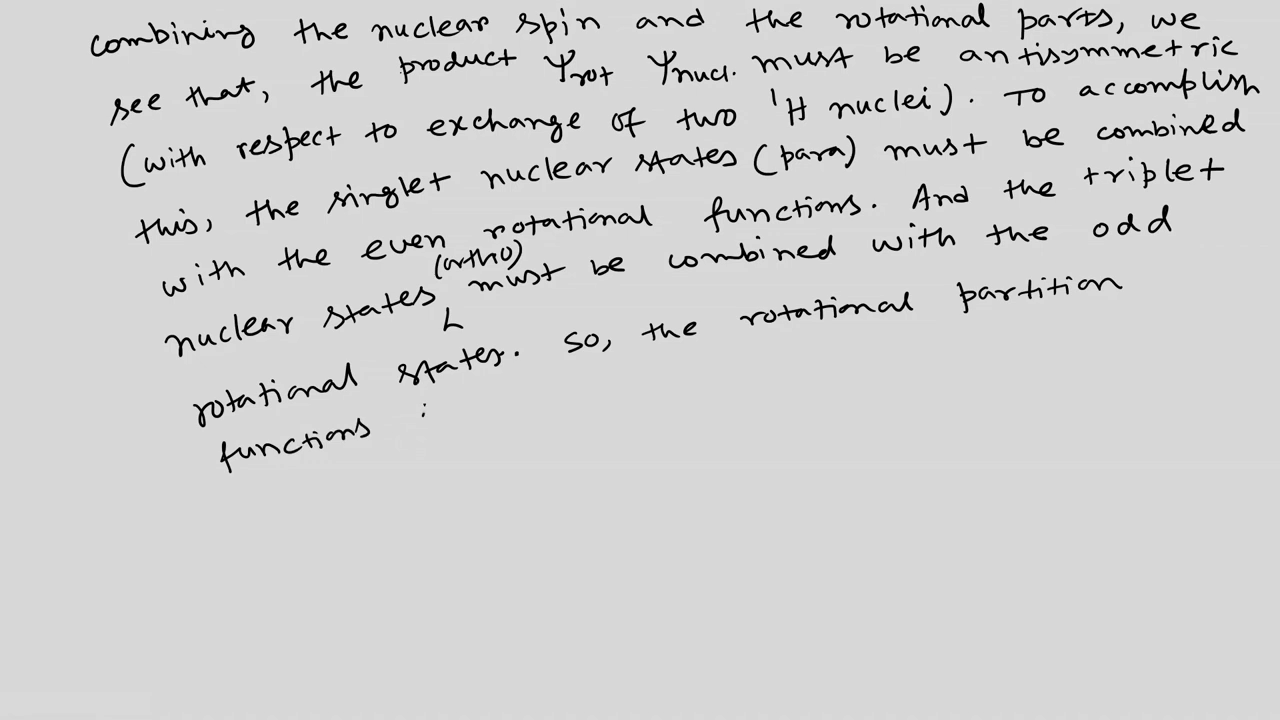 combining the nuclear spin and the rotational parts, we
see that, the product Ψrot Ψnucl. must be antisymmetric
(with respect to exchange of two ¹H nuclei). To accomplish
this, the singlet nuclear states (para) must be combined
with the even rotational functions. And the triplet
nuclear states (ortho) must be combined with the odd
rotational states. So, the rotational partition
functions :